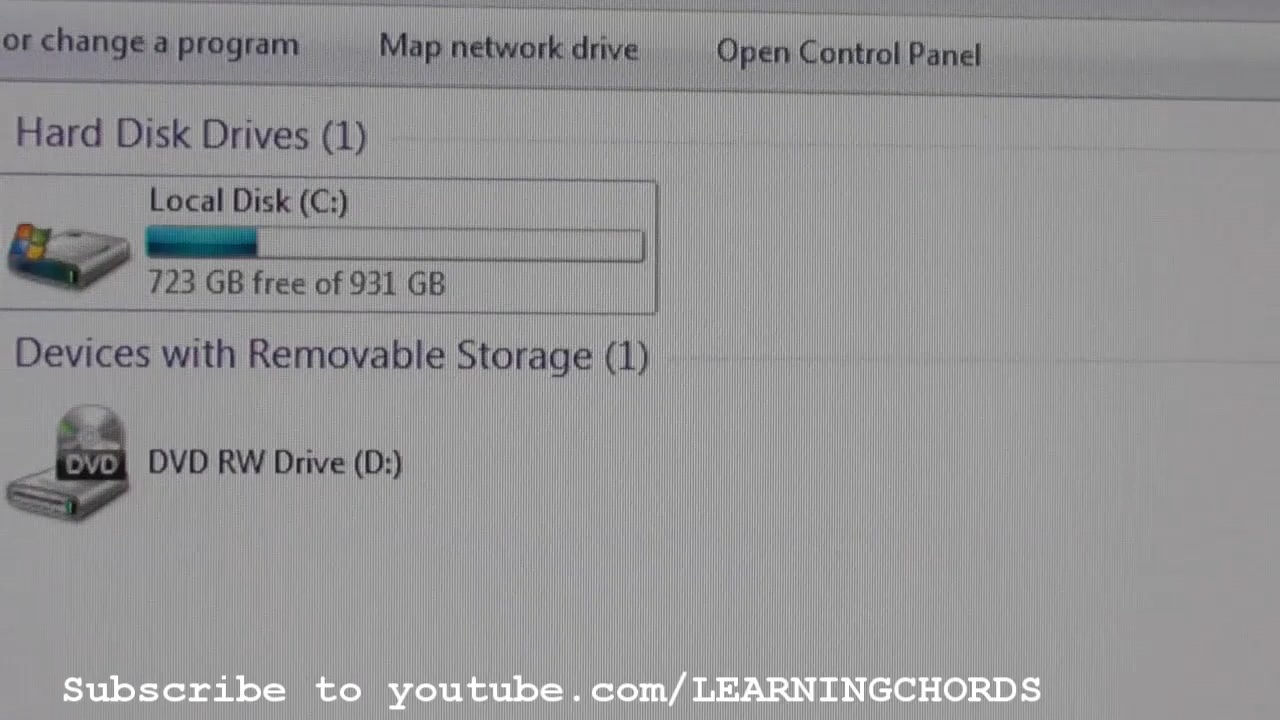 or change a program Map network drive Open Control Panel
Hard Disk Drives (1)
Local Disk (C:)
723 GB free of 931 GB
Devices with Removable Storage (1)
DVD
DVD RW Drive (D:)
Subscribe to youtube.com/LEARNINGCHORDS